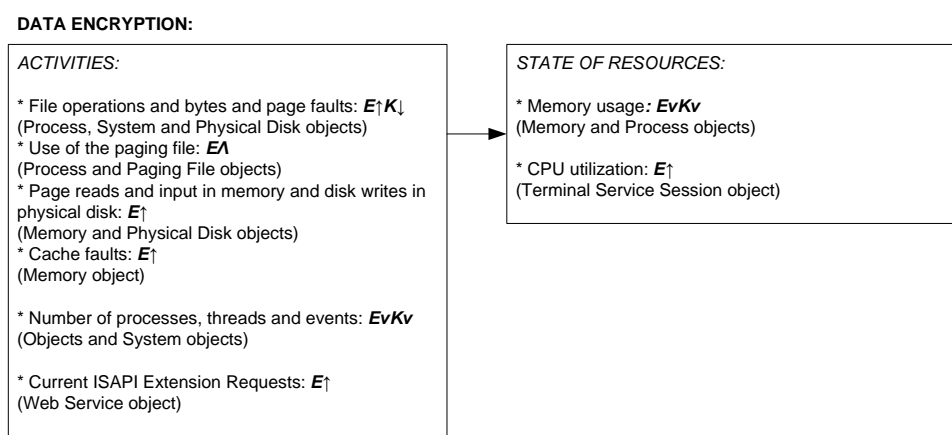 DATA ENCRYPTION:
ACTIVITIES:
* File operations and bytes and page faults: E↑K↓
(Process, System and Physical Disk objects)
* Use of the paging file: EΛ
(Process and Paging File objects)
* Page reads and input in memory and disk writes in
physical disk: E↑
(Memory and Physical Disk objects)
* Cache faults: E↑
(Memory object)
* Number of processes, threads and events: EvKv
(Objects and System objects)
* Current ISAPI Extension Requests: E↑
(Web Service object)
STATE OF RESOURCES:
* Memory usage: EvKv
(Memory and Process objects)
* CPU utilization: E↑
(Terminal Service Session object)